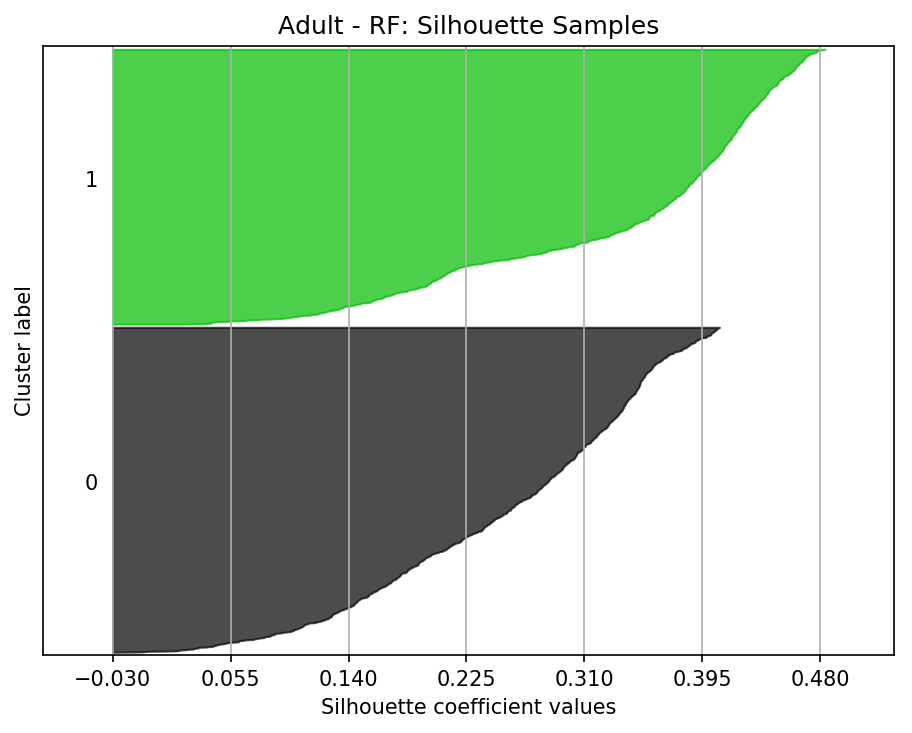 Adult - RF: Silhouette Samples
Cluster label
1
0
−0.030 0.055 0.140 0.225 0.310 0.395 0.480
Silhouette coefficient values